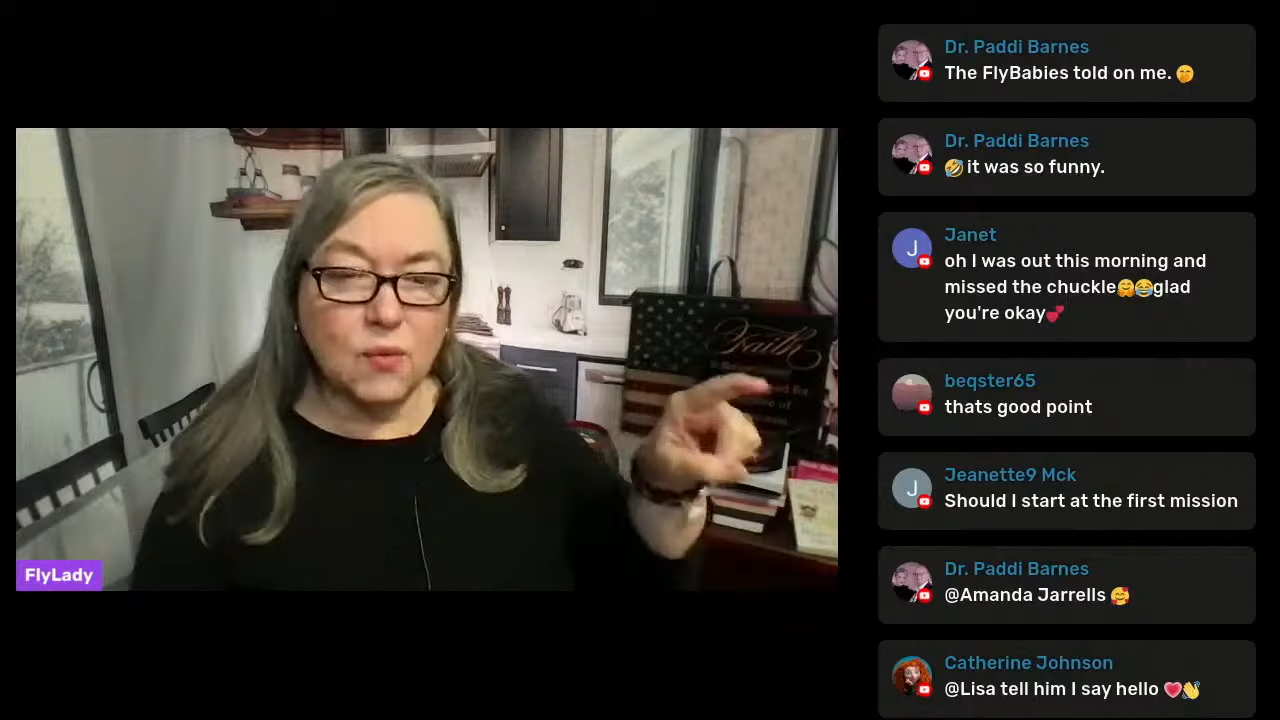 Faith
FlyLady
Dr. Paddi Barnes
The FlyBabies told on me. 🤭
Dr. Paddi Barnes
🤣it was so funny.
Janet
oh I was out this morning and
missed the chuckle🤗😂glad
you're okay💕
beqster65
thats good point
Jeanette9 Mck
Should I start at the first mission
Dr. Paddi Barnes
@Amanda Jarrells 🥰
Catherine Johnson
@Lisa tell him I say hello 💗👋